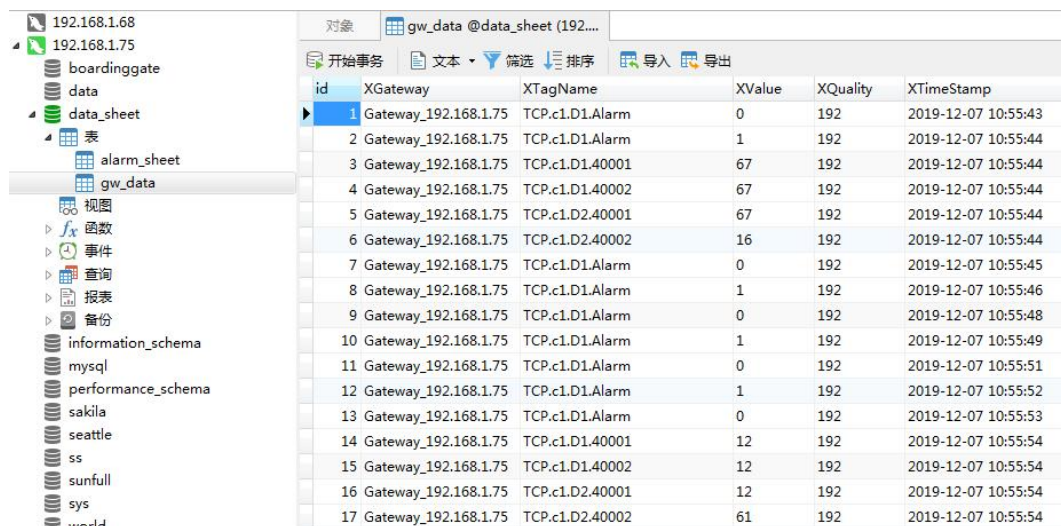 192.168.1.68
192.168.1.75
boardinggate
data
data_sheet
表
alarm_sheet
gw_data
视图
fx 函数
事件
查询
报表
备份
information_schema
mysql
performance_schema
sakila
seattle
ss
sunfull
sys
world
对象 gw_data @data_sheet (192....
开始事务 文本 筛选 排序 导入 导出
id XGateway XTagName XValue XQuality XTimeStamp
1 Gateway_192.168.1.75 TCP.c1.D1.Alarm 0 192 2019-12-07 10:55:43
2 Gateway_192.168.1.75 TCP.c1.D1.Alarm 1 192 2019-12-07 10:55:44
3 Gateway_192.168.1.75 TCP.c1.D1.40001 67 192 2019-12-07 10:55:44
4 Gateway_192.168.1.75 TCP.c1.D1.40002 67 192 2019-12-07 10:55:44
5 Gateway_192.168.1.75 TCP.c1.D2.40001 67 192 2019-12-07 10:55:44
6 Gateway_192.168.1.75 TCP.c1.D2.40002 16 192 2019-12-07 10:55:44
7 Gateway_192.168.1.75 TCP.c1.D1.Alarm 0 192 2019-12-07 10:55:45
8 Gateway_192.168.1.75 TCP.c1.D1.Alarm 1 192 2019-12-07 10:55:46
9 Gateway_192.168.1.75 TCP.c1.D1.Alarm 0 192 2019-12-07 10:55:48
10 Gateway_192.168.1.75 TCP.c1.D1.Alarm 1 192 2019-12-07 10:55:49
11 Gateway_192.168.1.75 TCP.c1.D1.Alarm 0 192 2019-12-07 10:55:51
12 Gateway_192.168.1.75 TCP.c1.D1.Alarm 1 192 2019-12-07 10:55:52
13 Gateway_192.168.1.75 TCP.c1.D1.Alarm 0 192 2019-12-07 10:55:53
14 Gateway_192.168.1.75 TCP.c1.D1.40001 12 192 2019-12-07 10:55:54
15 Gateway_192.168.1.75 TCP.c1.D1.40002 12 192 2019-12-07 10:55:54
16 Gateway_192.168.1.75 TCP.c1.D2.40001 12 192 2019-12-07 10:55:54
17 Gateway_192.168.1.75 TCP.c1.D2.40002 61 192 2019-12-07 10:55:54